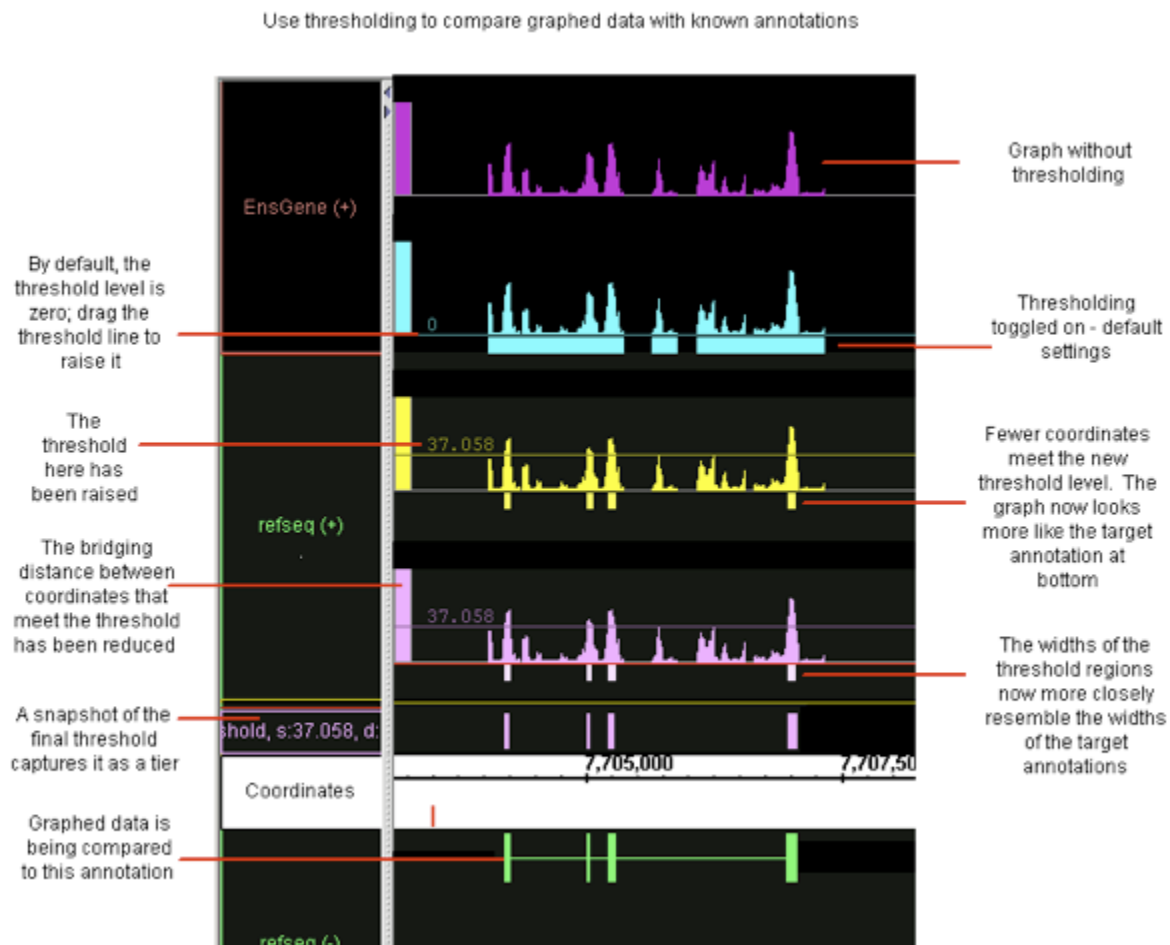 Use thresholding to compare graphed data with known annotations
Graph without
thresholding
EnsGene (+)
By default, the
threshold level is
zero; drag the
threshold line to
raise it
0
Thresholding
toggled on - default
settings
The
threshold
here has
been raised
37.058
Fewer coordinates
meet the new
threshold level. The
graph now looks
more like the target
annotation at
bottom
refseq (+)
The bridging
distance between
coordinates that
meet the threshold
has been reduced
37.058
The widths of the
threshold regions
now more closely
resemble the widths
of the target
annotations
A snapshot of the
final threshold
captures it as a tier
shold, s:37.058, d:
7,705,000
7,707,50
Coordinates
Graphed data is
being compared
to this annotation
refseq (-)